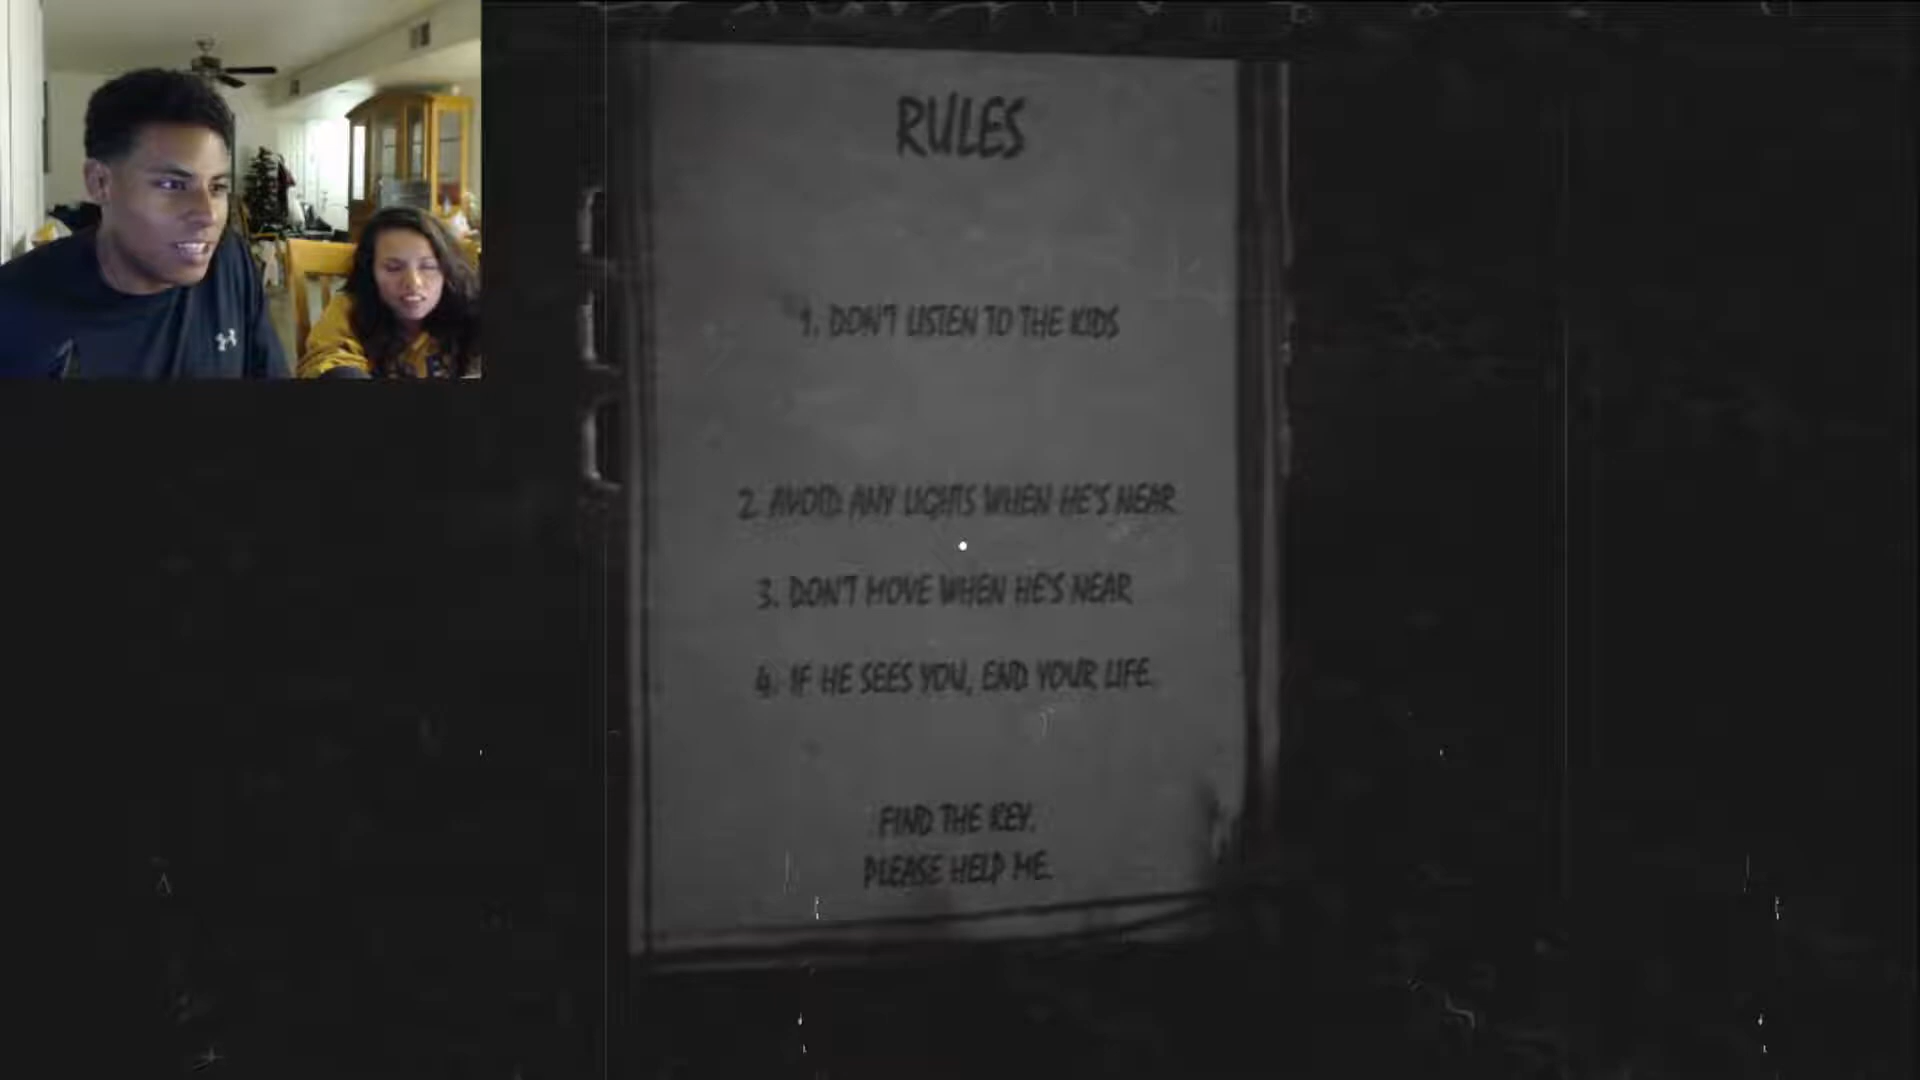 RULES
1. DON'T LISTEN TO THE KIDS
2. AVOID ANY LIGHTS WHEN HE'S NEAR
3. DON'T MOVE WHEN HE'S NEAR
4. IF HE SEES YOU, END YOUR LIFE.
FIND THE KEY.
PLEASE HELP ME.